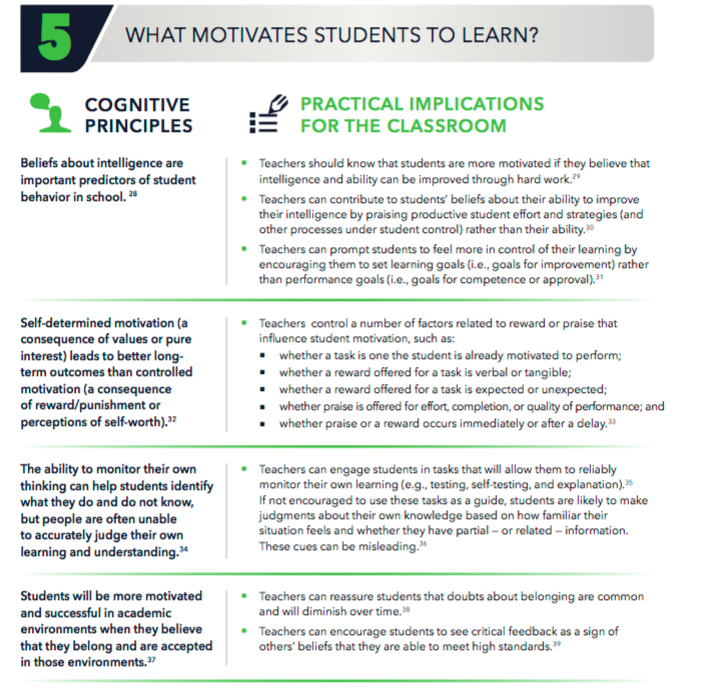 5
WHAT MOTIVATES STUDENTS TO LEARN?
COGNITIVE
PRINCIPLES
PRACTICAL IMPLICATIONS
FOR THE CLASSROOM
Beliefs about intelligence are
important predictors of student
behavior in school. 28
• Teachers should know that students are more motivated if they believe that
intelligence and ability can be improved through hard work.29
• Teachers can contribute to students’ beliefs about their ability to improve
their intelligence by praising productive student effort and strategies (and
other processes under student control) rather than their ability.30
• Teachers can prompt students to feel more in control of their learning by
encouraging them to set learning goals (i.e., goals for improvement) rather
than performance goals (i.e., goals for competence or approval).31
Self-determined motivation (a
consequence of values or pure
interest) leads to better long-
term outcomes than controlled
motivation (a consequence
of reward/punishment or
perceptions of self-worth).32
• Teachers control a number of factors related to reward or praise that
influence student motivation, such as:
▪ whether a task is one the student is already motivated to perform;
▪ whether a reward offered for a task is verbal or tangible;
▪ whether a reward offered for a task is expected or unexpected;
▪ whether praise is offered for effort, completion, or quality of performance; and
▪ whether praise or a reward occurs immediately or after a delay.33
The ability to monitor their own
thinking can help students identify
what they do and do not know,
but people are often unable
to accurately judge their own
learning and understanding.34
• Teachers can engage students in tasks that will allow them to reliably
monitor their own learning (e.g., testing, self-testing, and explanation).35
If not encouraged to use these tasks as a guide, students are likely to make
judgments about their own knowledge based on how familiar their
situation feels and whether they have partial – or related – information.
These cues can be misleading.36
Students will be more motivated
and successful in academic
environments when they believe
that they belong and are accepted
in those environments.37
• Teachers can reassure students that doubts about belonging are common
and will diminish over time.38
• Teachers can encourage students to see critical feedback as a sign of
others’ beliefs that they are able to meet high standards.39